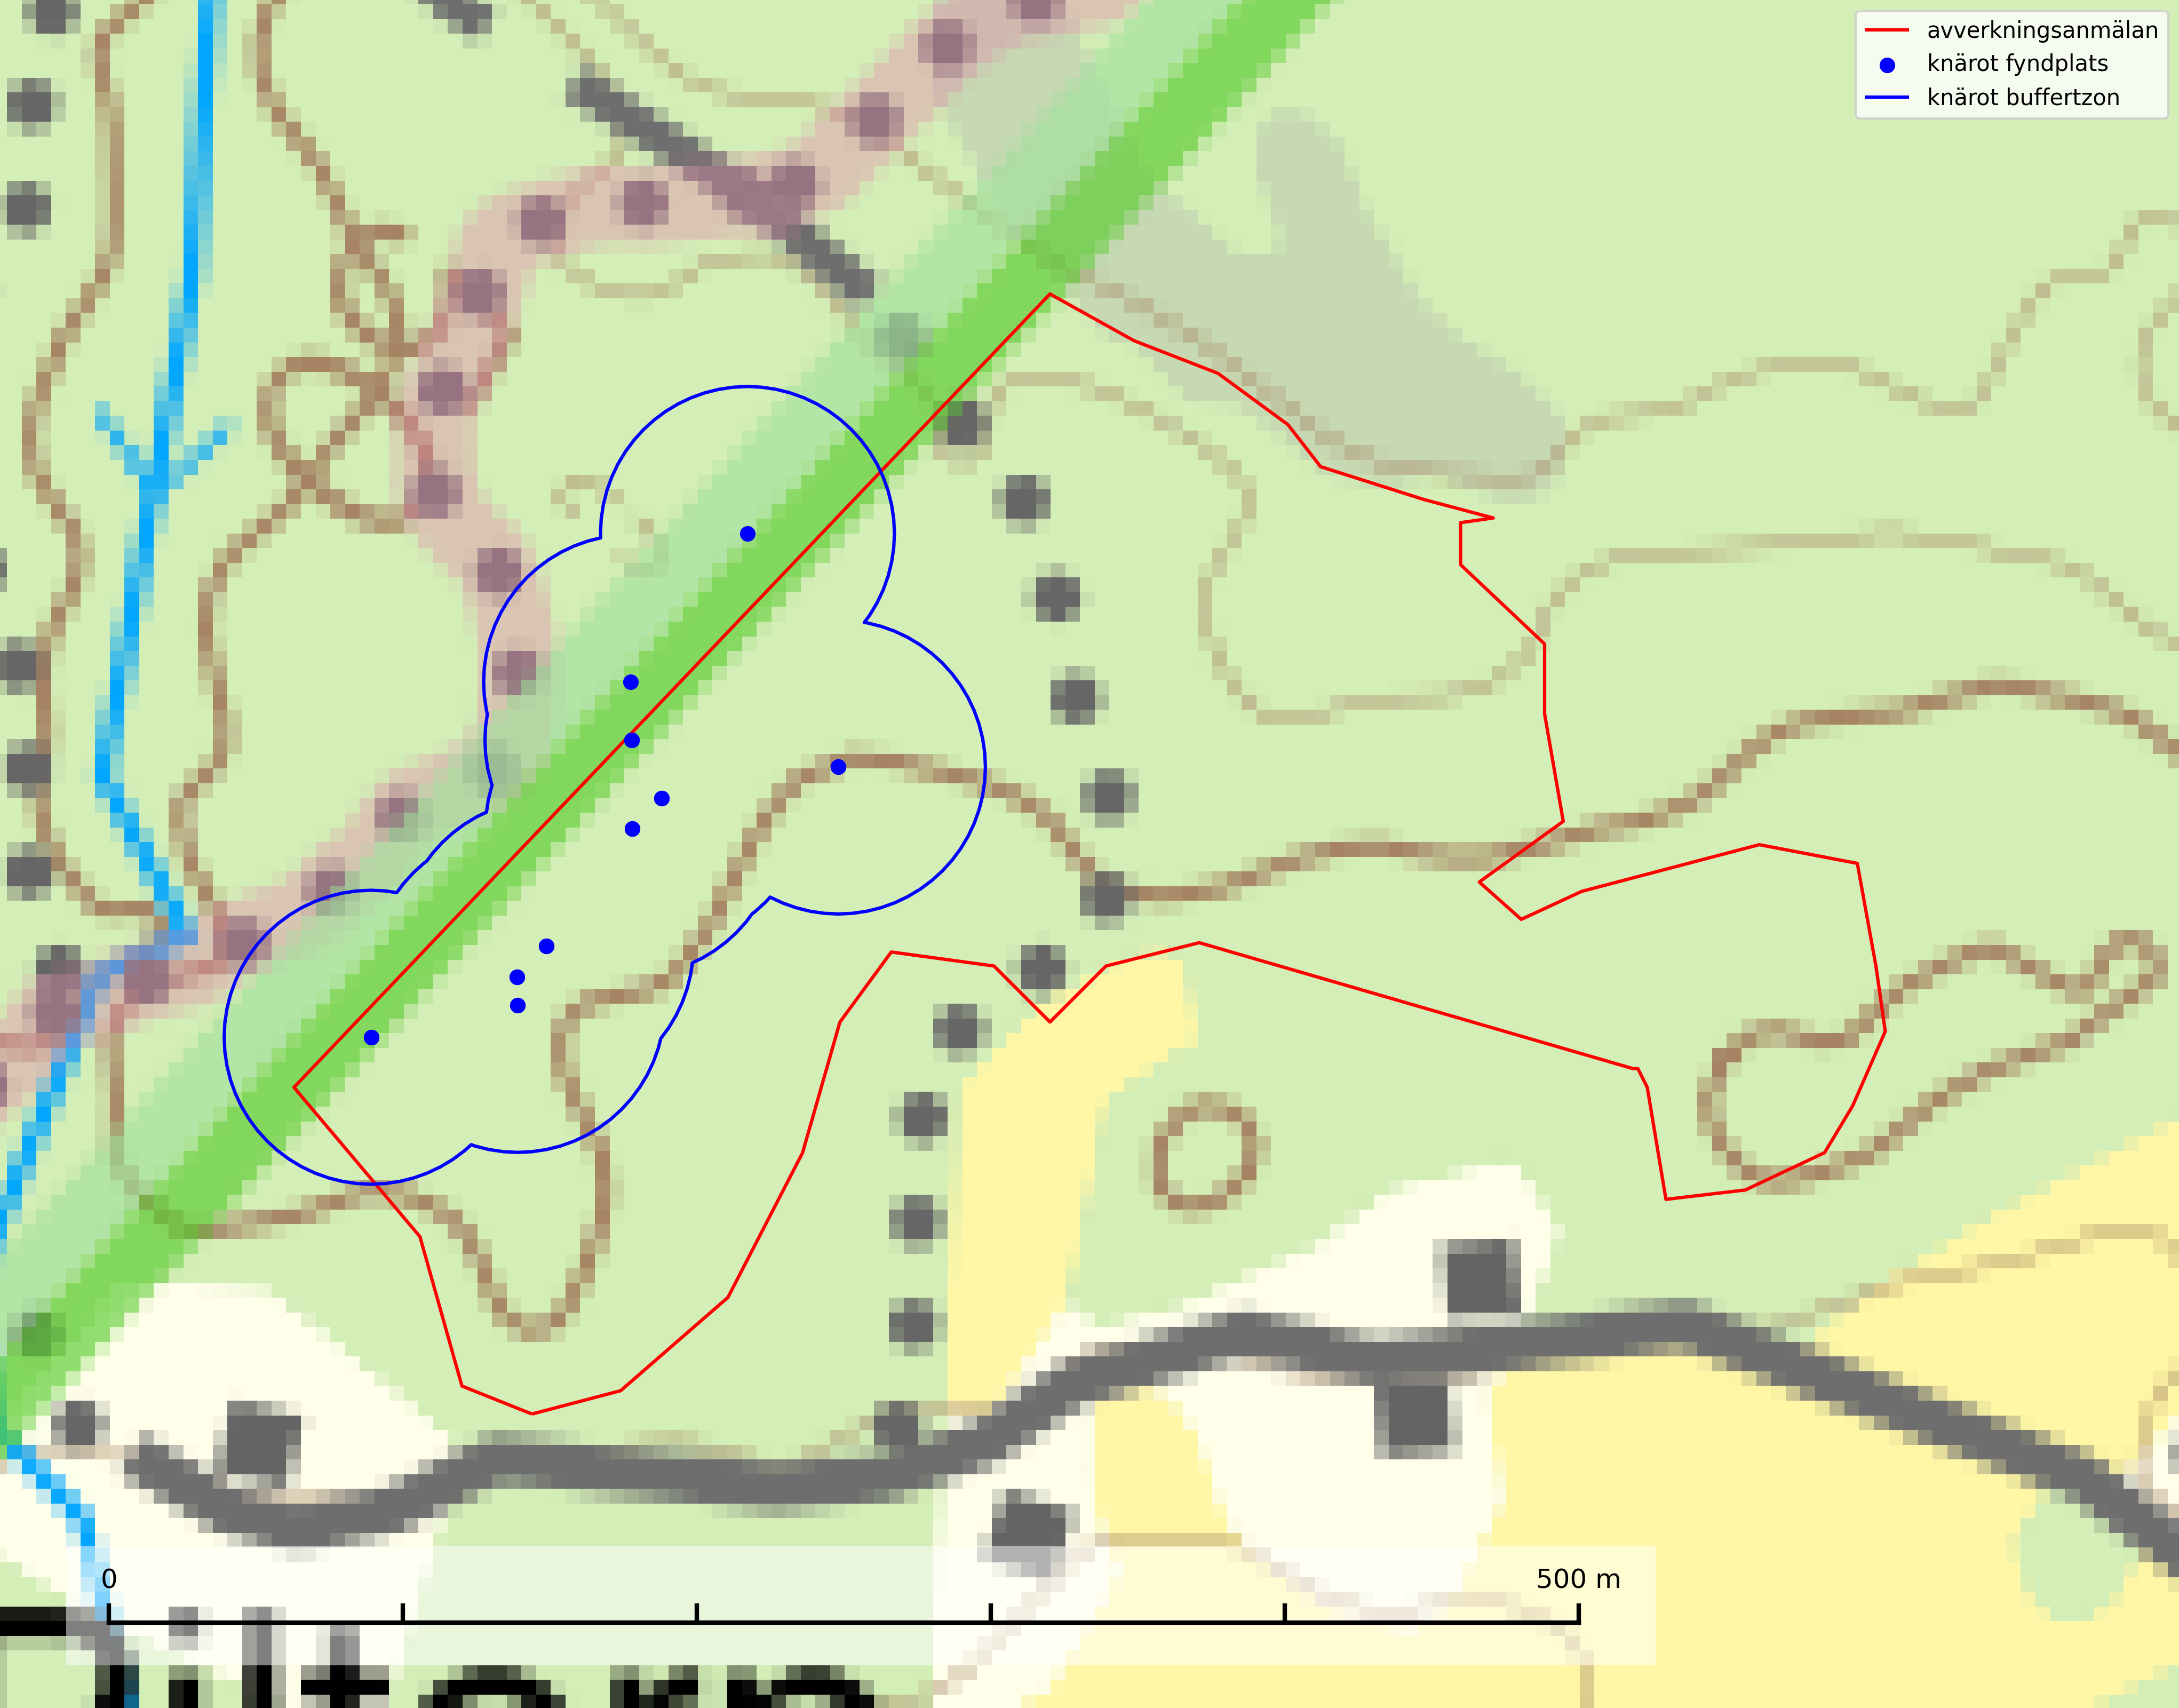 avverkningsanmälan
knärot fyndplats
knärot buffertzon
0 500 m